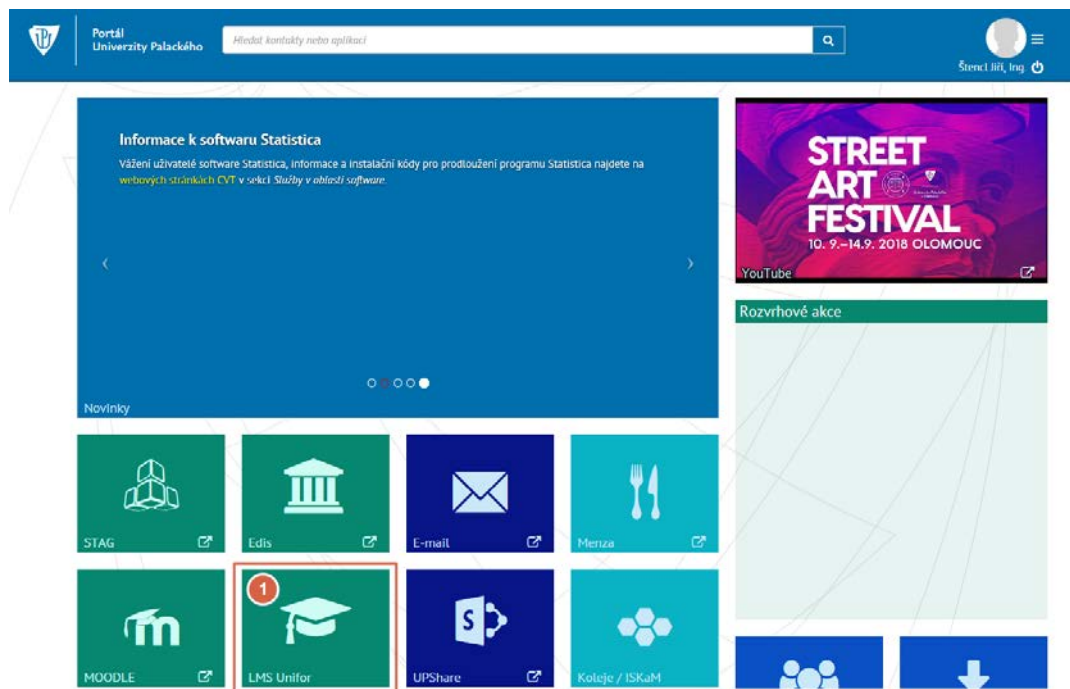 Portál
Univerzity Palackého
Hledat kontakty nebo aplikaci
Štencl Jiří, Ing.
Informace k softwaru Statistica
Vážení uživatelé software Statistica, informace a instalační kódy pro prodloužení programu Statistica najdete na
webových stránkách CVT v sekci Služby v oblasti software.
Novinky
STREET
ART
FESTIVAL
10. 9.–14.9. 2018 OLOMOUC
YouTube
Rozvrhové akce
STAG
Edis
E-mail
Menza
1
MOODLE
LMS Unifor
UPShare
Koleje / ISKaM